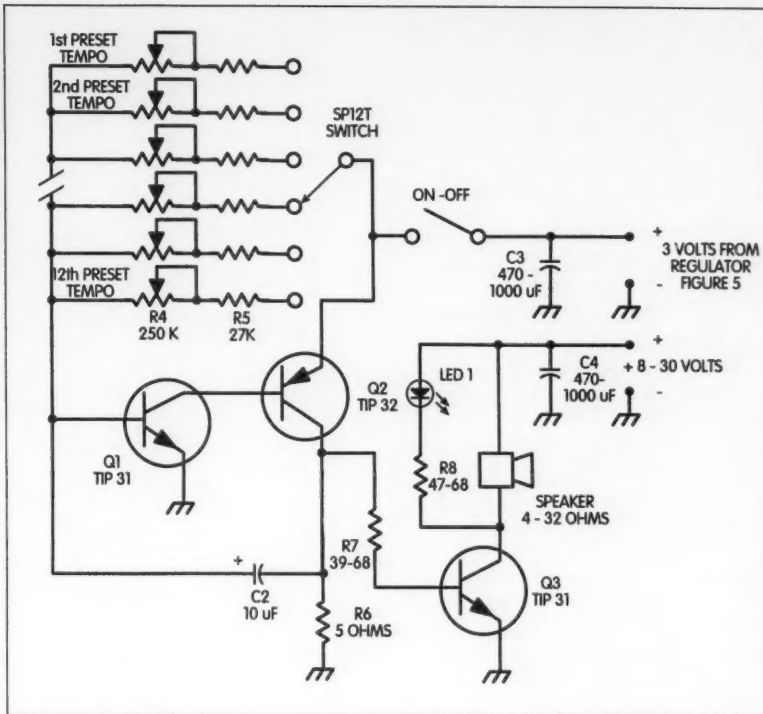 1st PRESET
TEMPO
2nd PRESET
TEMPO
SP12T
SWITCH
ON -OFF
12th PRESET
TEMPO
R4
250 K
R5
27K
C3
470 -
1000 uF
+
3 VOLTS FROM
REGULATOR
FIGURE 5
-
Q1
TIP 31
Q2
TIP 32
LED 1
C4
470-
1000 uF
+
+ 8 - 30 VOLTS
-
R8
47-68
SPEAKER
4 - 32 OHMS
R7
39-68
+
C2
10 uF
R6
5 OHMS
Q3
TIP 31